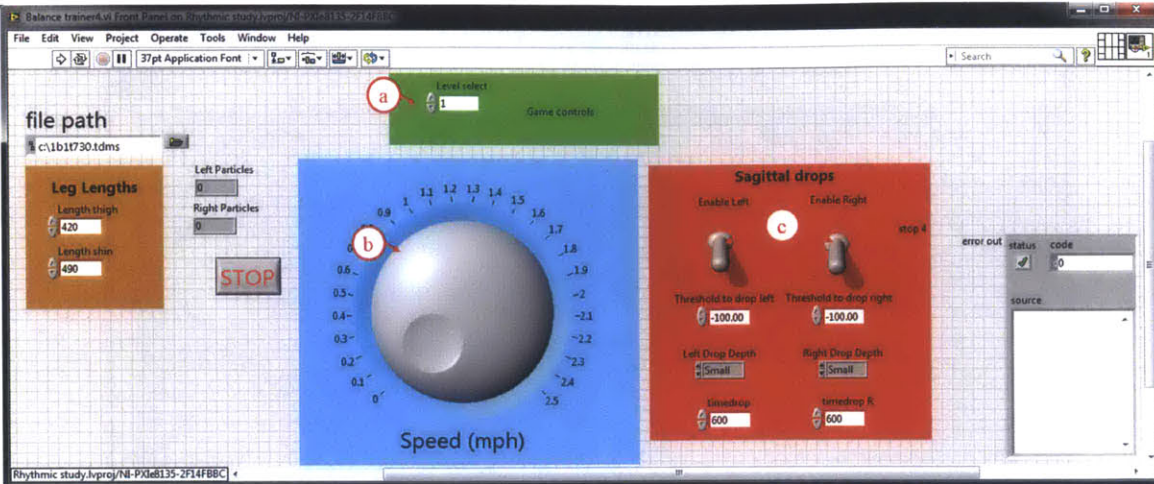 Balance trainer4.vi Front Panel on Rhythmic study.lvproj/NI-PXIe8135-2F14FBBC
File Edit View Project Operate Tools Window Help
37pt Application Font
Search
a
Level select
1
Game controls
file path
c:\1b1t730.tdms
Leg Lengths
Length thigh
420
Length shin
490
Left Particles
0
Right Particles
0
STOP
b
0
0.1
0.2
0.3
0.4
0.5
0.6
0.9
1
1.1
1.2
1.3
1.4
1.5
1.6
1.7
1.8
1.9
2
2.1
2.2
2.3
2.4
2.5
Speed (mph)
Sagittal drops
Enable Left Enable Right
c
stop 4
Threshold to drop left Threshold to drop right
-100.00 -100.00
Left Drop Depth Right Drop Depth
Small Small
timedrop timedrop R
600 600
error out
status code
0
source
Rhythmic study.lvproj/NI-PXIe8135-2F14FBBC